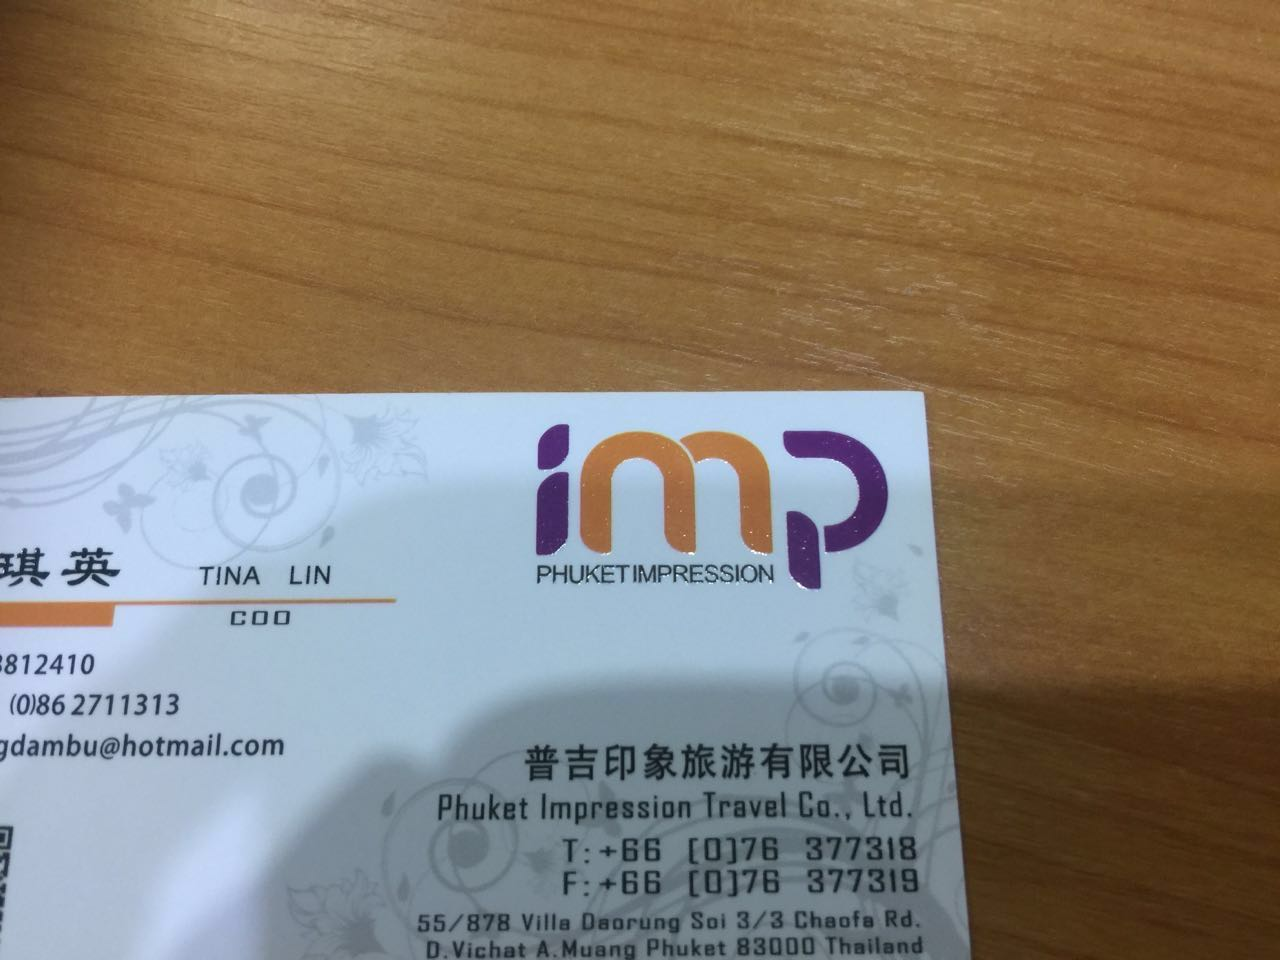 imp
PHUKET IMPRESSION
琪英 TINA LIN
COO
8812410
(0)86 2711313
gdambu@hotmail.com
普吉印象旅游有限公司
Phuket Impression Travel Co., Ltd.
T: +66 [0]76 377318
F: +66 [0]76 377319
55/878 Villa Daorung Soi 3/3 Chaofa Rd.
D.Vichat A.Muang Phuket 83000 Thailand